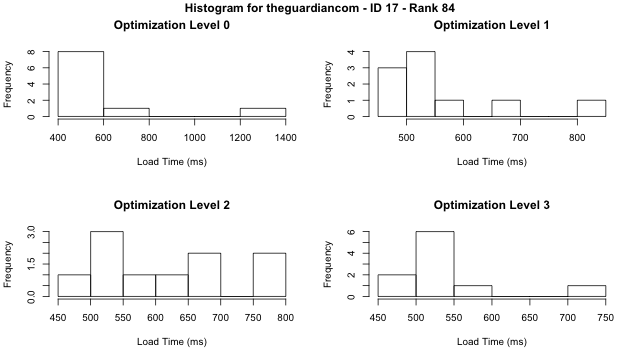 Histogram for theguardiancom - ID 17 - Rank 84
Optimization Level 0
Frequency
0 2 4 6 8
400 600 800 1000 1200 1400
Load Time (ms)
Optimization Level 1
Frequency
0 1 2 3 4
500 600 700 800
Load Time (ms)
Optimization Level 2
Frequency
0.0 1.5 3.0
450 500 550 600 650 700 750 800
Load Time (ms)
Optimization Level 3
Frequency
0 2 4 6
450 500 550 600 650 700 750
Load Time (ms)